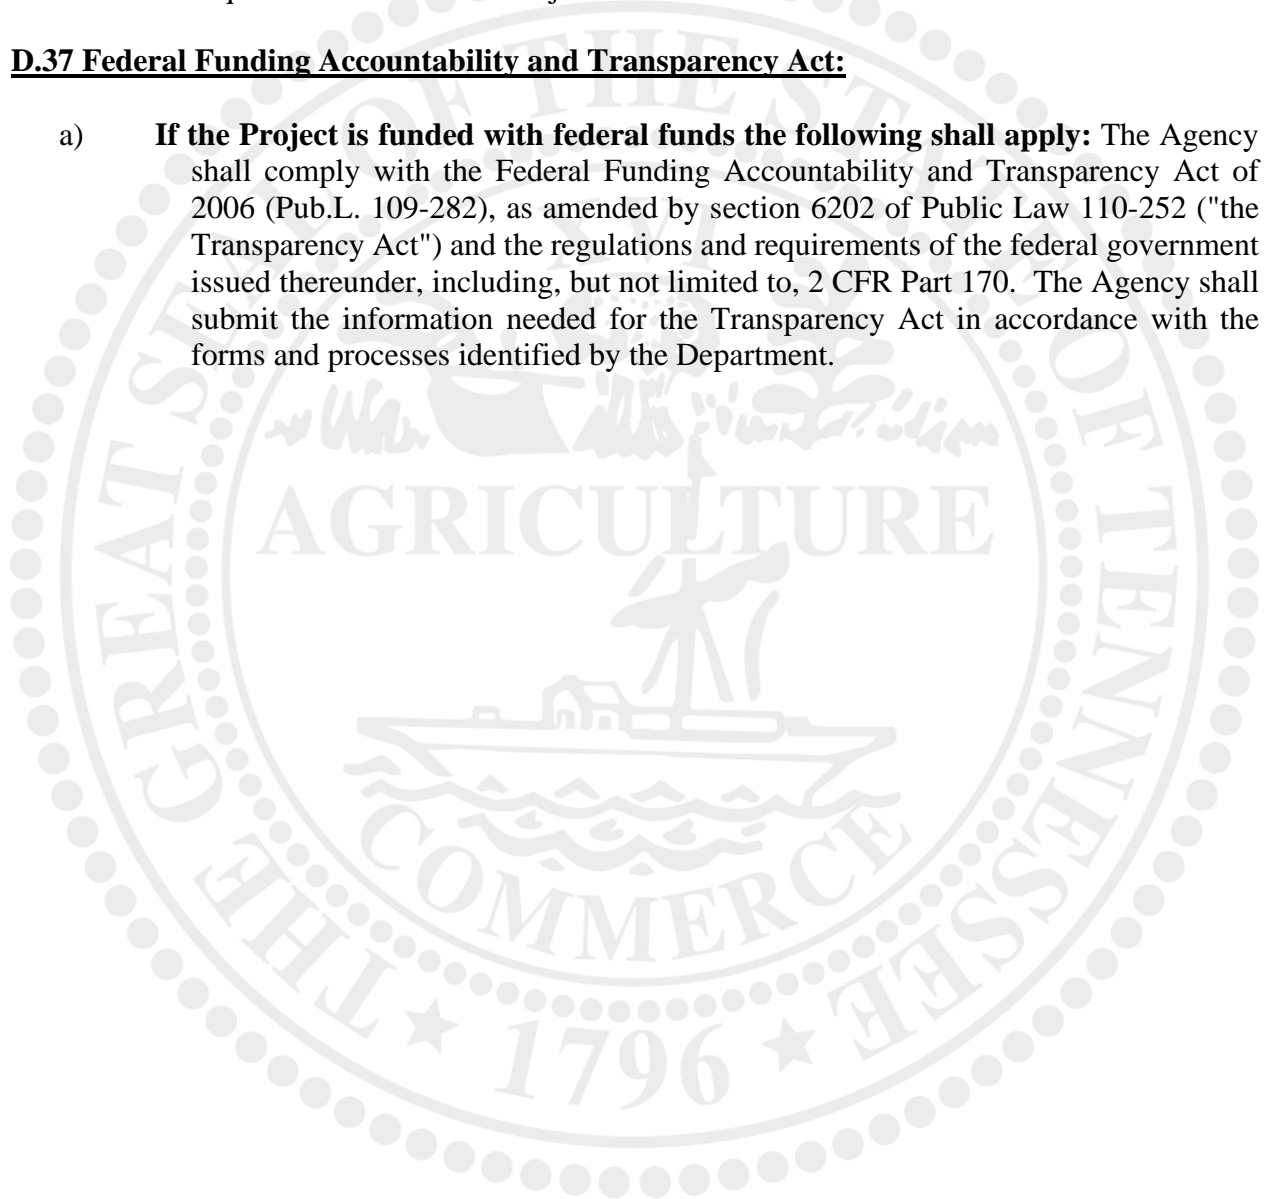 D.37 Federal Funding Accountability and Transparency Act:
a) If the Project is funded with federal funds the following shall apply: The Agency
shall comply with the Federal Funding Accountability and Transparency Act of
2006 (Pub.L. 109-282), as amended by section 6202 of Public Law 110-252 ("the
Transparency Act") and the regulations and requirements of the federal government
issued thereunder, including, but not limited to, 2 CFR Part 170. The Agency shall
submit the information needed for the Transparency Act in accordance with the
forms and processes identified by the Department.
THE GREAT SEAL OF THE STATE OF TENNESSEE
XVI
AGRICULTURE
COMMERCE
1796